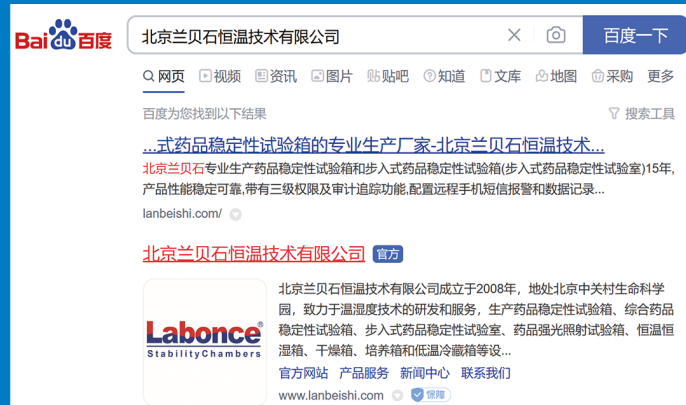 Bai du 百度
北京兰贝石恒温技术有限公司
百度一下
网页 视频 资讯 图片 贴吧 知道 文库 地图 采购 更多
百度为您找到以下结果
搜索工具
...式药品稳定性试验箱的专业生产厂家-北京兰贝石恒温技术...
北京兰贝石专业生产药品稳定性试验箱和步入式药品稳定性试验箱(步入式药品稳定性试验室)15年,
产品性能稳定可靠,带有三级权限及审计追踪功能,配置远程手机短信报警和数据记录...
lanbeishi.com/
北京兰贝石恒温技术有限公司 官方
Labonce®
StabilityChambers
北京兰贝石恒温技术有限公司成立于2008年，地处北京中关村生命科学
园，致力于温湿度技术的研发和服务，生产药品稳定性试验箱、综合药品
稳定性试验箱、步入式药品稳定性试验室、药品强光照射试验箱、恒温恒
湿箱、干燥箱、培养箱和低温冷藏箱等设...
官方网站 产品服务 新闻中心 联系我们
www.lanbeishi.com 保障